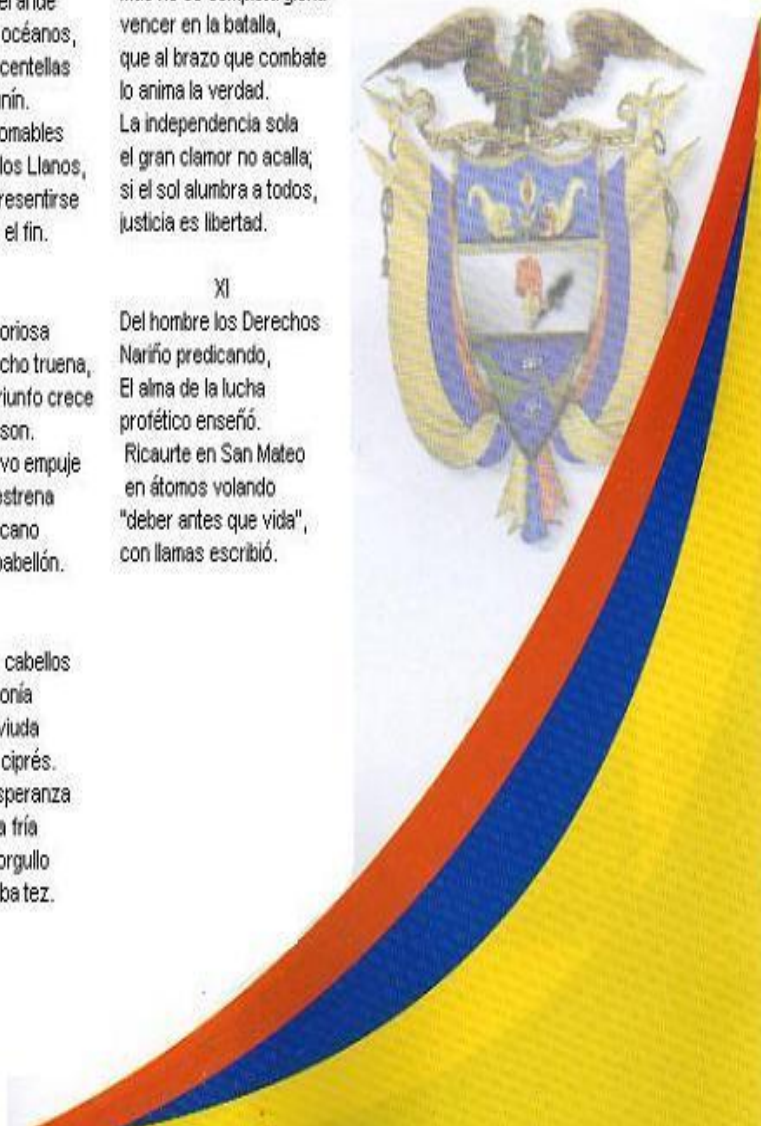 océanos,
centellas
nín.
omables
los Llanos,
resentirse
el fin.
oriosa
cho truena,
riunfo crece
son.
vo empuje
estrena
cano
pabellón.
cabellos
onía
viuda
ciprés.
speranza
a fría
orgullo
ba tez.
vencer en la batalla,
que al brazo que combate
lo anima la verdad.
La independencia sola
el gran clamor no acalla;
si el sol alumbra a todos,
justicia es libertad.
XI
Del hombre los Derechos
Nariño predicando,
El alma de la lucha
profético enseñó.
Ricaurte en San Mateo
en átomos volando
"deber antes que vida",
con llamas escribió.